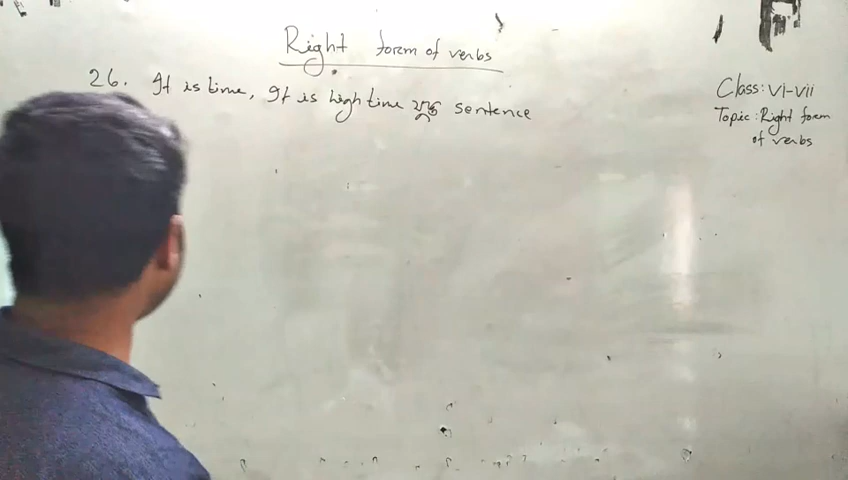 Right form of verbs
26. It is time, It is high time যুক্ত sentence
Class: VI-VII
Topic: Right form
of verbs